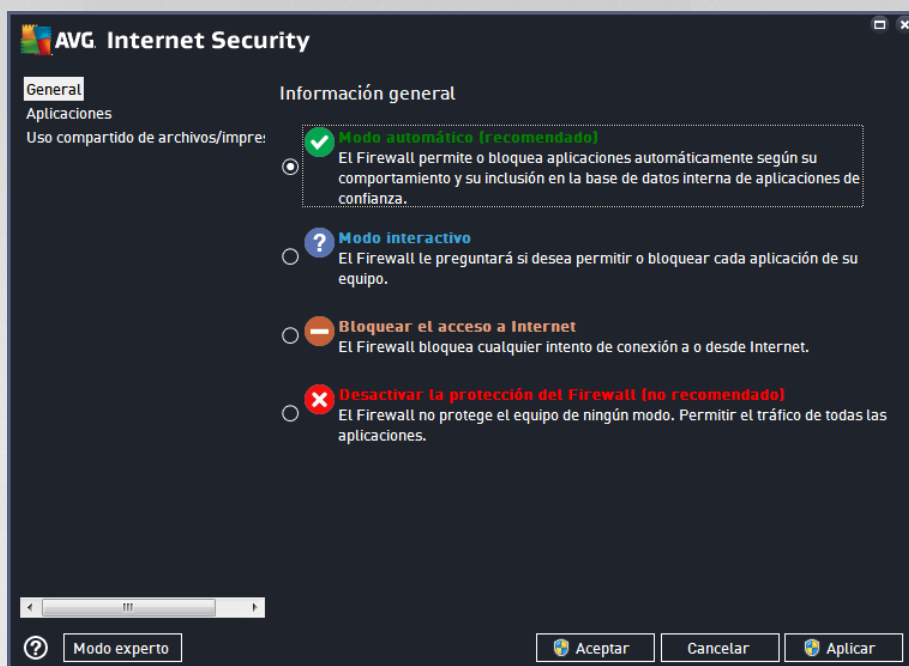 AVG. Internet Security
General
Aplicaciones
Uso compartido de archivos/impre:
Información general
Modo automático (recomendado)
El Firewall permite o bloquea aplicaciones automáticamente según su
comportamiento y su inclusión en la base de datos interna de aplicaciones de
confianza.
Modo interactivo
El Firewall le preguntará si desea permitir o bloquear cada aplicación de su
equipo.
Bloquear el acceso a Internet
El Firewall bloquea cualquier intento de conexión a o desde Internet.
Desactivar la protección del Firewall (no recomendado)
El Firewall no protege el equipo de ningún modo. Permitir el tráfico de todas las
aplicaciones.
Modo experto
Aceptar
Cancelar
Aplicar